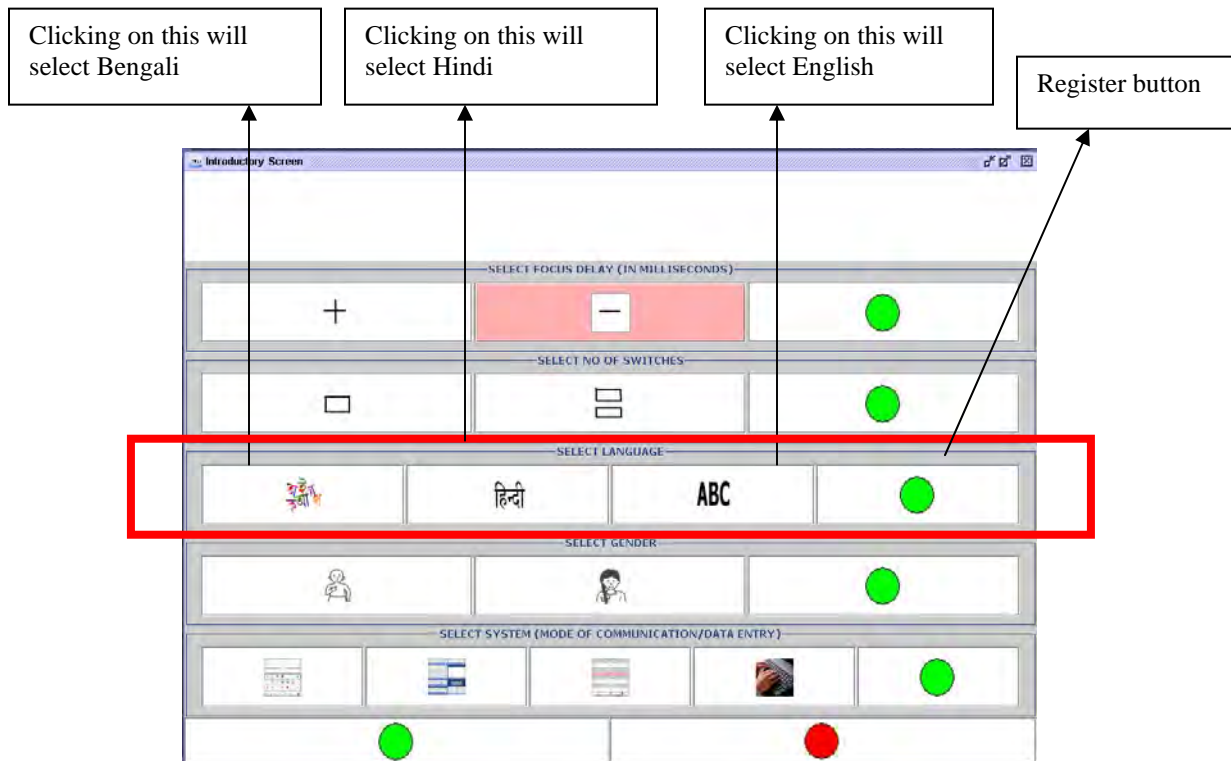 Clicking on this will
select Bengali
Clicking on this will
select Hindi
Clicking on this will
select English
Register button
Introductory Screen
SELECT FOCUS DELAY (IN MILLISECONDS)
+
−
SELECT NO OF SWITCHES
SELECT LANGUAGE
हिन्दी
ABC
SELECT GENDER
SELECT SYSTEM (MODE OF COMMUNICATION/DATA ENTRY)